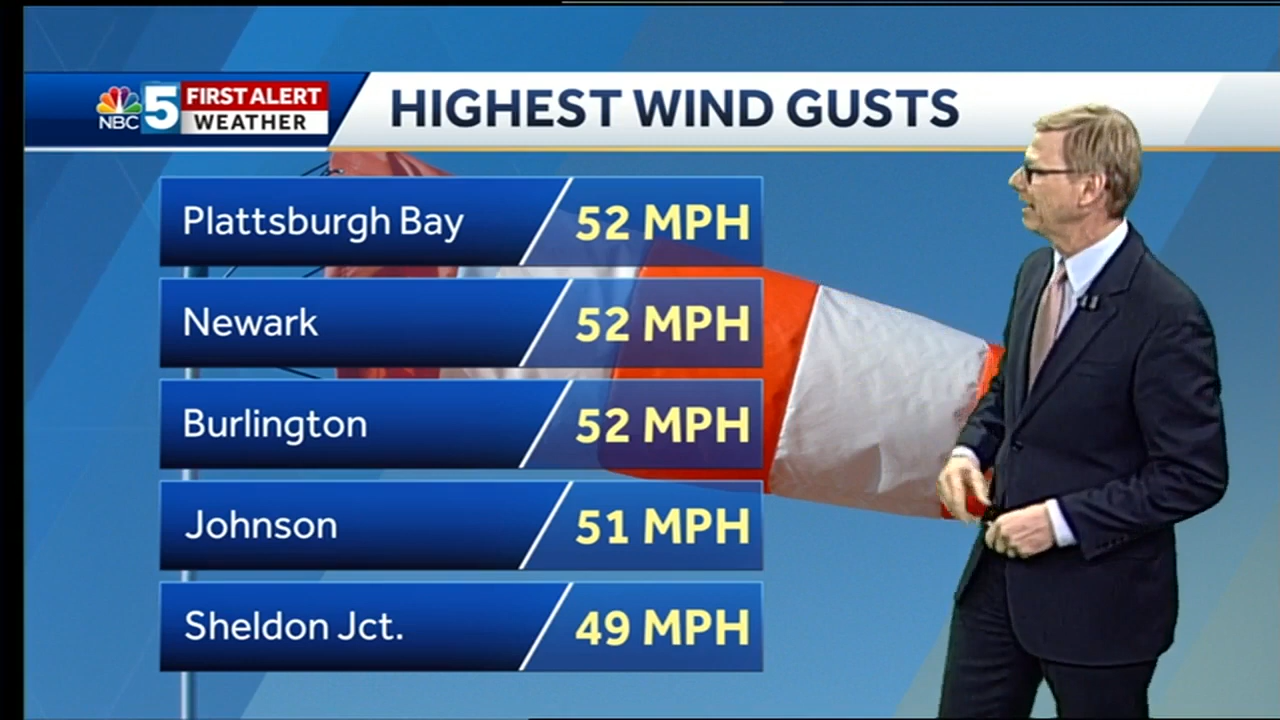 NBC 5 FIRST ALERT WEATHER
HIGHEST WIND GUSTS
Plattsburgh Bay 52 MPH
Newark 52 MPH
Burlington 52 MPH
Johnson 51 MPH
Sheldon Jct. 49 MPH